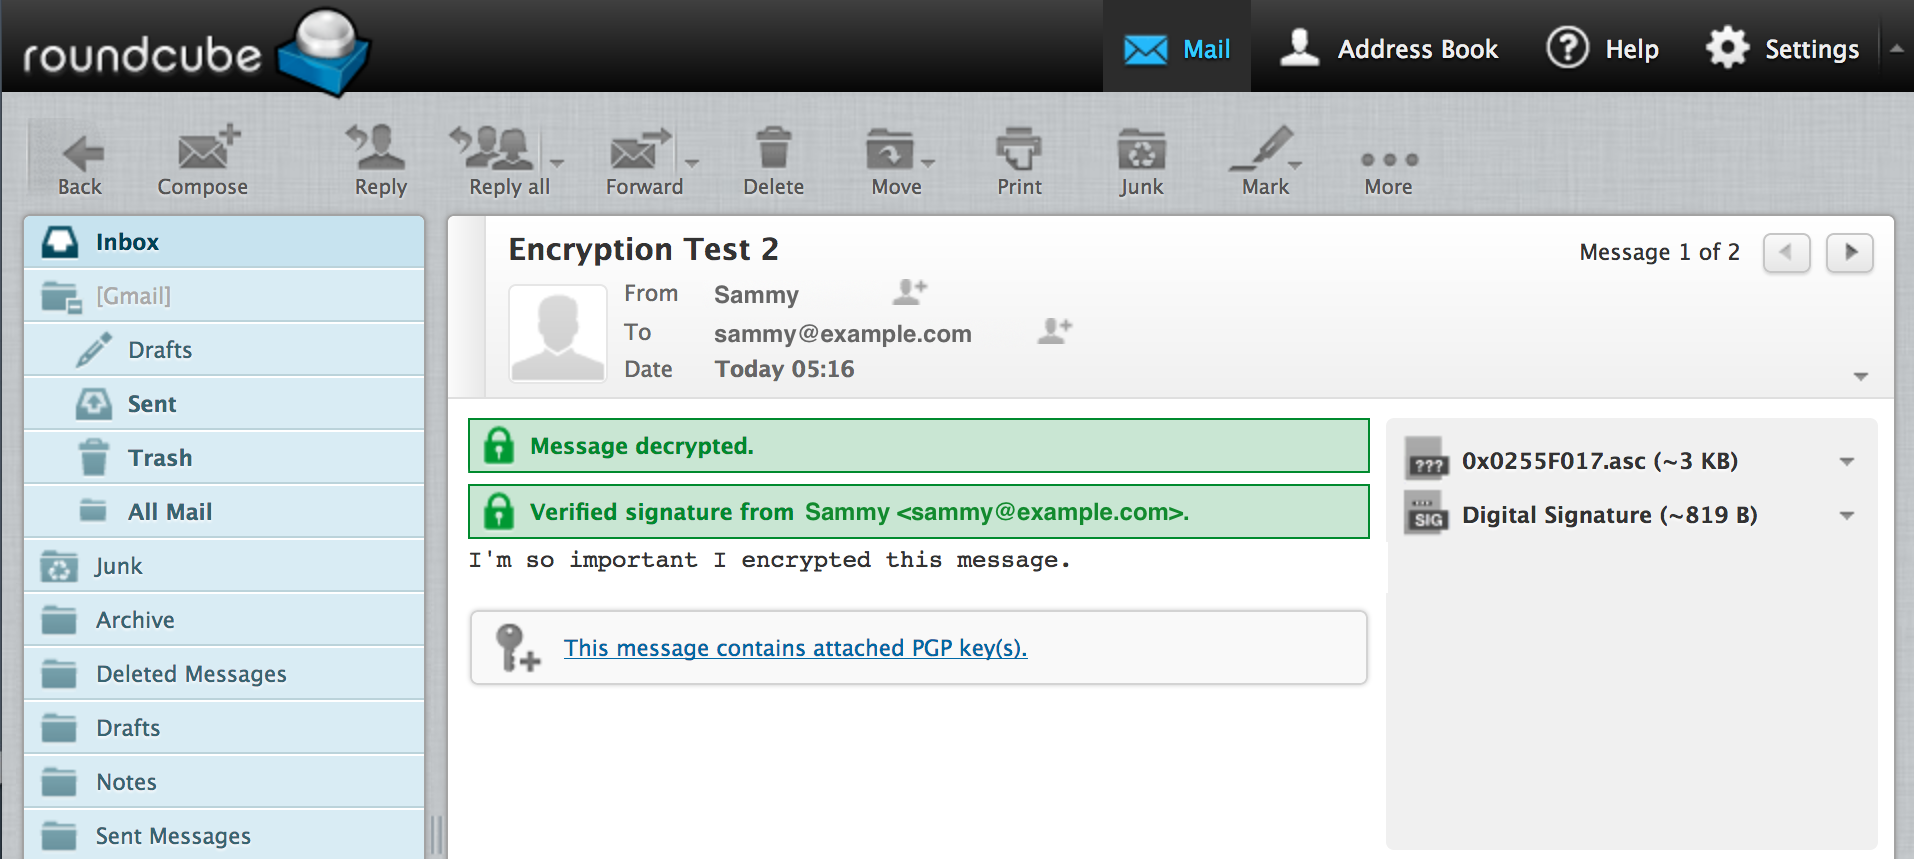 roundcube
Mail
Address Book
Help
Settings
Back
Compose
Reply
Reply all
Forward
Delete
Move
Print
Junk
Mark
More
Inbox
[Gmail]
Drafts
Sent
Trash
All Mail
Junk
Archive
Deleted Messages
Drafts
Notes
Sent Messages
Encryption Test 2
Message 1 of 2
From Sammy
To sammy@example.com
Date Today 05:16
Message decrypted.
Verified signature from Sammy <sammy@example.com>.
I'm so important I encrypted this message.
This message contains attached PGP key(s).
??? 0x0255F017.asc (~3 KB)
SIG Digital Signature (~819 B)